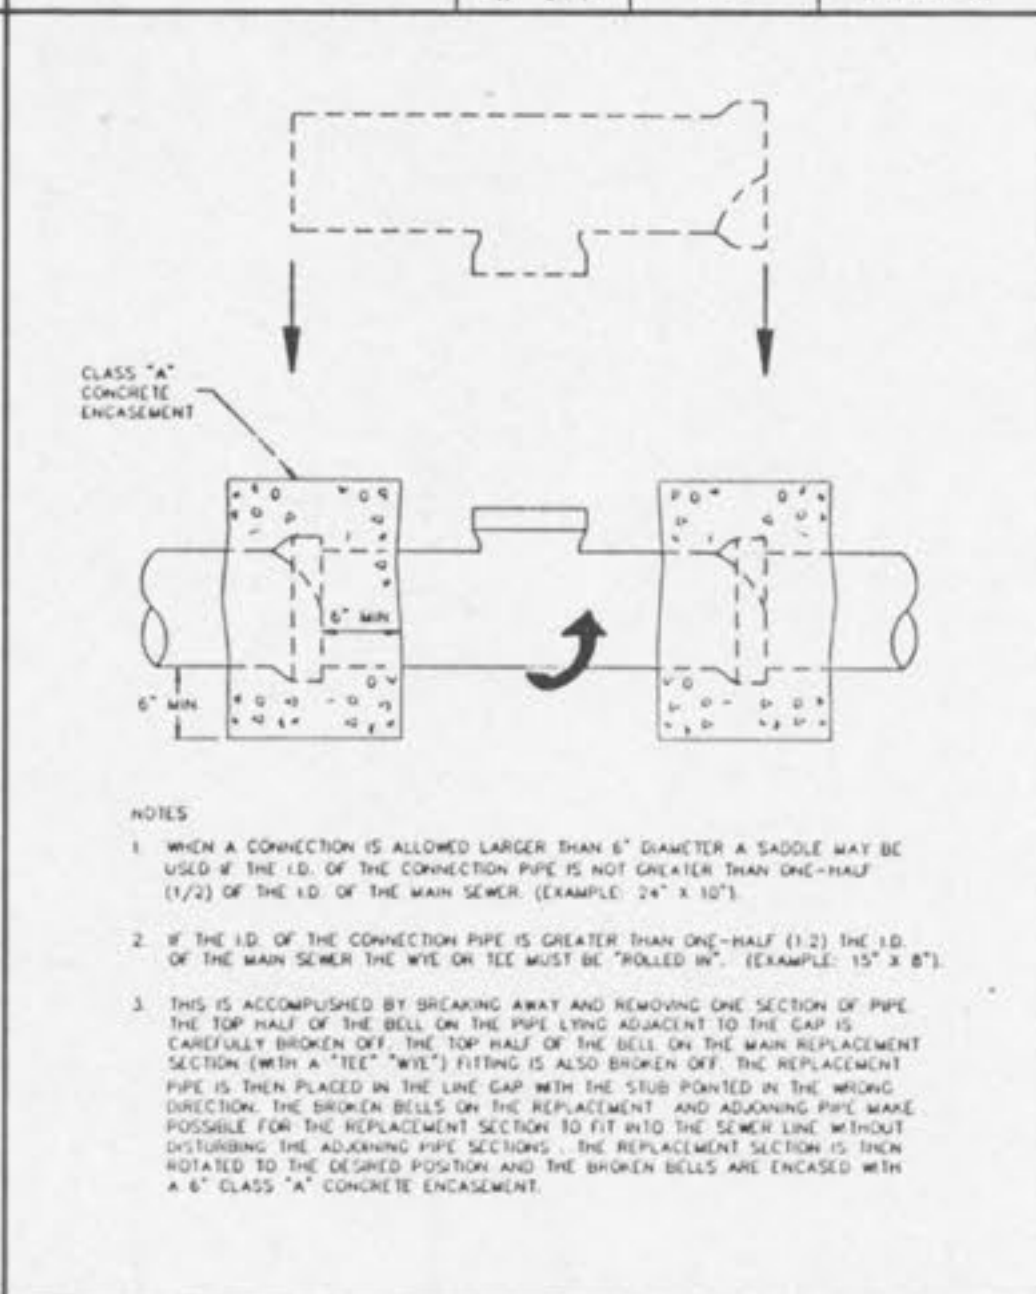 CLASS "A"
CONCRETE
ENCASEMENT
6" MIN
6" MIN.
NOTES
1. WHEN A CONNECTION IS ALLOWED LARGER THAN 6" DIAMETER A SADDLE MAY BE
USED IF THE I.D. OF THE CONNECTION PIPE IS NOT GREATER THAN ONE-HALF
(1/2) OF THE I.D. OF THE MAIN SEWER. (EXAMPLE: 24" X 10").
2. IF THE I.D. OF THE CONNECTION PIPE IS GREATER THAN ONE-HALF (1.2) THE I.D.
OF THE MAIN SEWER THE WYE OR TEE MUST BE "ROLLED IN". (EXAMPLE: 15" X 8").
3. THIS IS ACCOMPLISHED BY BREAKING AWAY AND REMOVING ONE SECTION OF PIPE.
THE TOP HALF OF THE BELL ON THE PIPE LYING ADJACENT TO THE GAP IS
CAREFULLY BROKEN OFF. THE TOP HALF OF THE BELL ON THE MAIN REPLACEMENT
SECTION (WITH A "TEE" "WYE") FITTING IS ALSO BROKEN OFF. THE REPLACEMENT
PIPE IS THEN PLACED IN THE LINE GAP WITH THE STUB POINTED IN THE WRONG
DIRECTION. THE BROKEN BELLS ON THE REPLACEMENT AND ADJOINING PIPE MAKE
POSSIBLE FOR THE REPLACEMENT SECTION TO FIT INTO THE SEWER LINE WITHOUT
DISTURBING THE ADJOINING PIPE SECTIONS. THE REPLACEMENT SECTION IS THEN
ROTATED TO THE DESIRED POSITION AND THE BROKEN BELLS ARE ENCASED WITH
A 6" CLASS "A" CONCRETE ENCASEMENT.